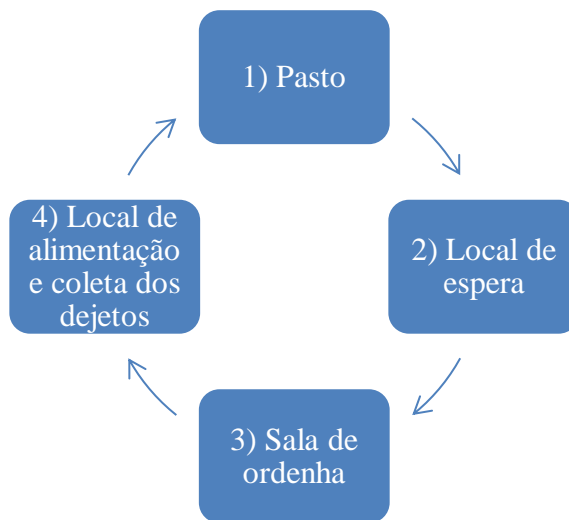 1) Pasto
2) Local de
espera
3) Sala de
ordenha
4) Local de
alimentação
e coleta dos
dejetos